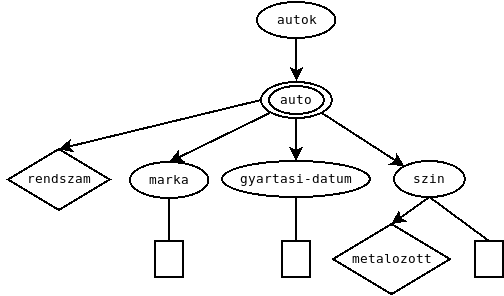 autok
auto
rendszam
marka
gyartasi-datum
szin
metalozott